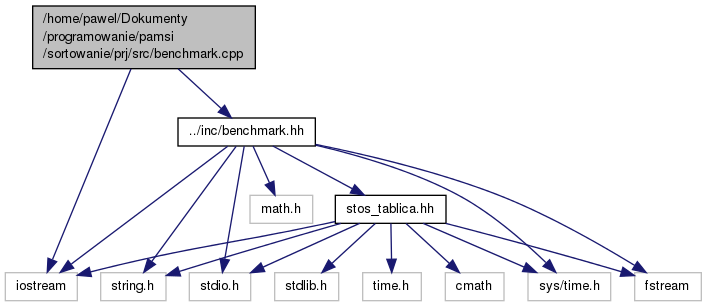 /home/pawel/Dokumenty
/programowanie/pamsi
/sortowanie/prj/src/benchmark.cpp
../inc/benchmark.hh
math.h
stos_tablica.hh
iostream
string.h
stdio.h
stdlib.h
time.h
cmath
sys/time.h
fstream